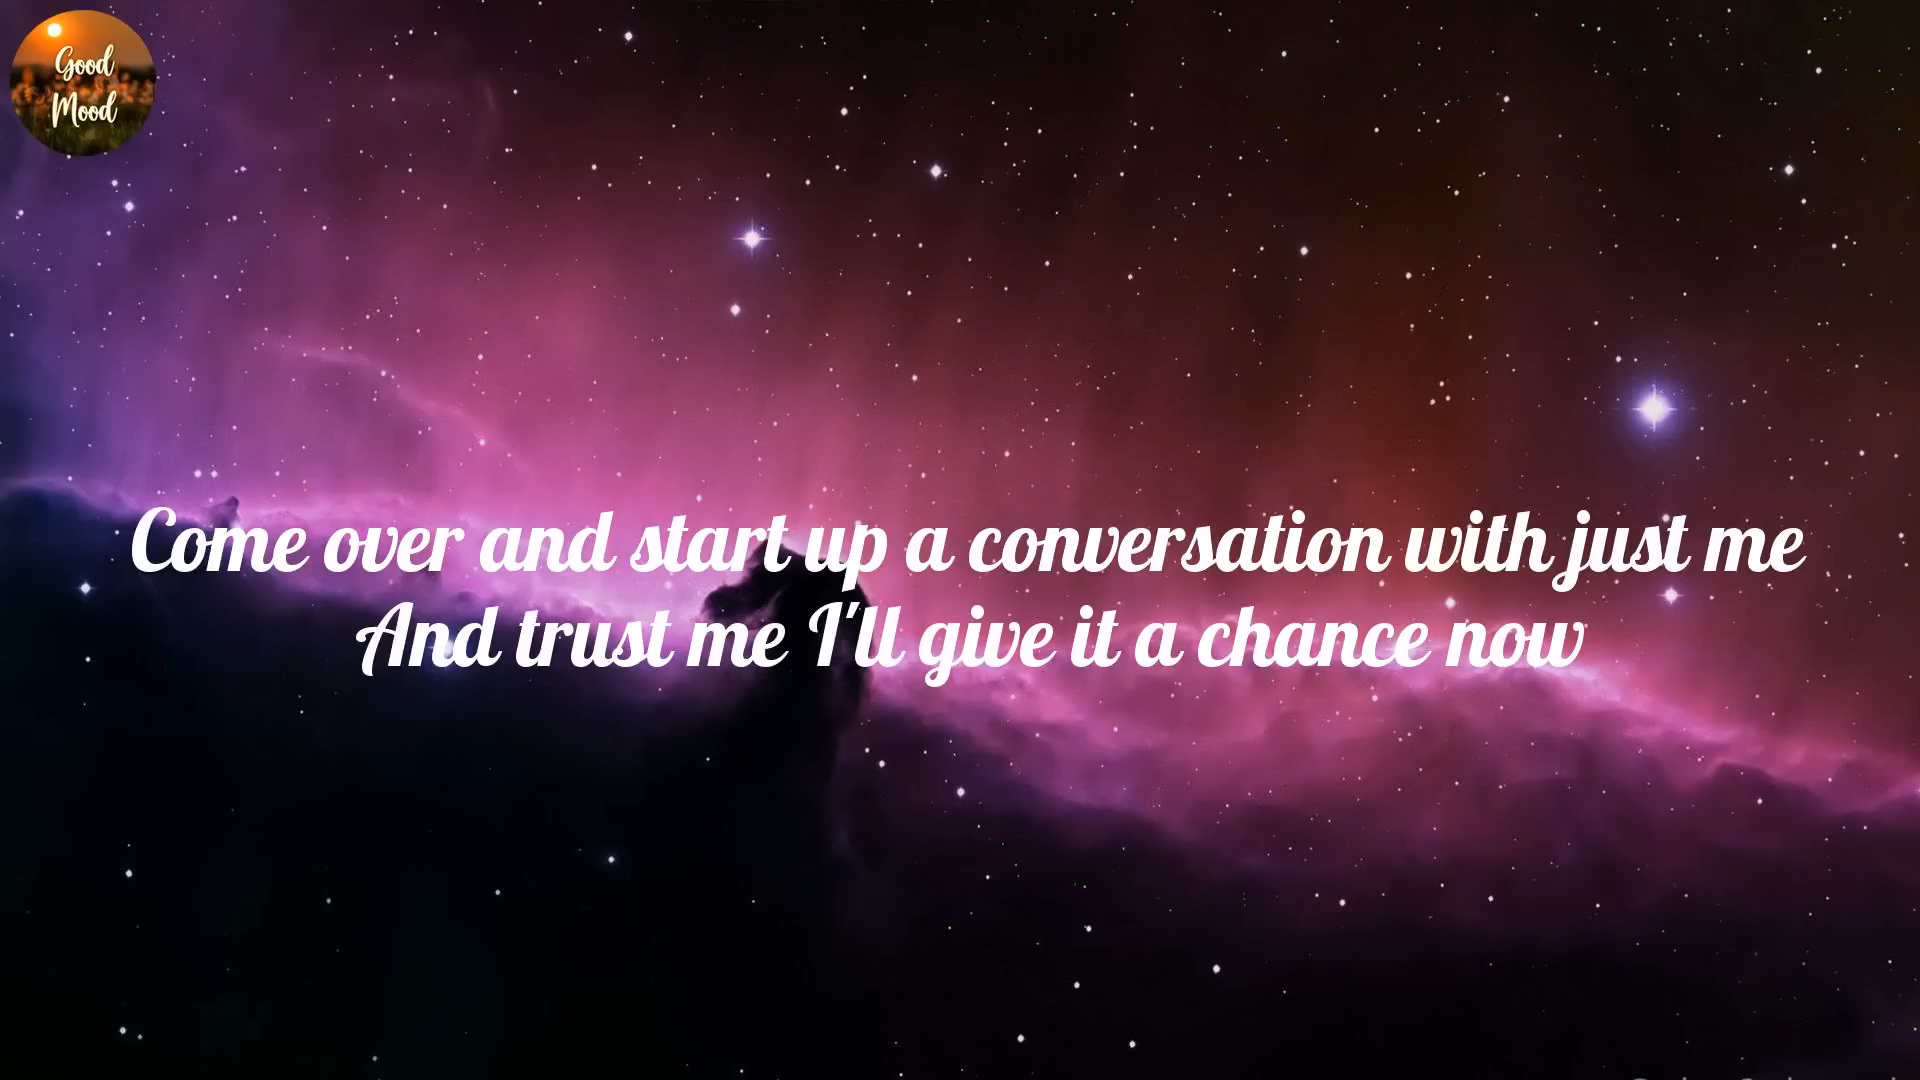 Good
Mood
Come over and start up a conversation with just me
And trust me I'll give it a chance now